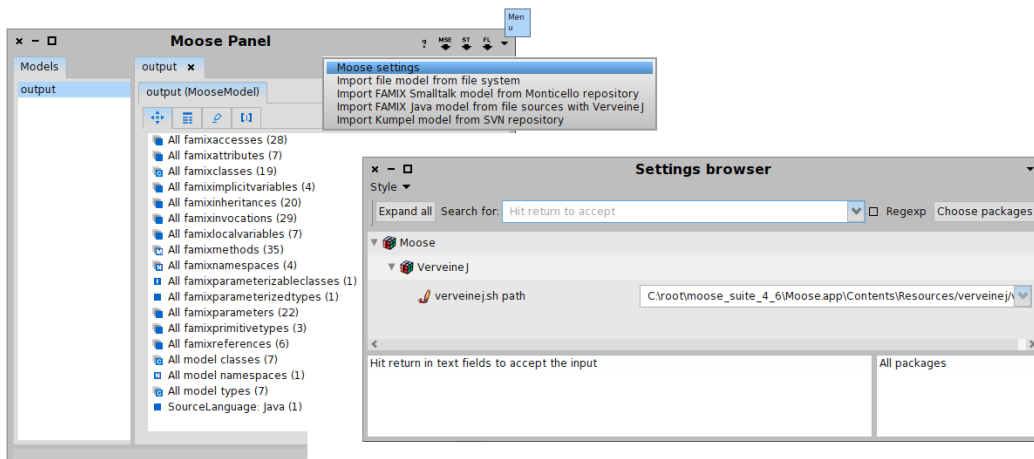 Menu
Moose Panel
? MSE ST FL
Models
output
output ×
output (MooseModel)
All famixaccesses (28)
All famixattributes (7)
All famixclasses (19)
All famiximplicitvariables (4)
All famixinheritances (20)
All famixinvocations (29)
All famixlocalvariables (7)
All famixmethods (35)
All famixnamespaces (4)
All famixparameterizableclasses (1)
All famixparameterizedtypes (1)
All famixparameters (22)
All famixprimitivetypes (3)
All famixreferences (6)
All model classes (7)
All model namespaces (1)
All model types (7)
SourceLanguage: Java (1)
Moose settings
Import file model from file system
Import FAMIX Smalltalk model from Monticello repository
Import FAMIX Java model from file sources with VerveineJ
Import Kumpel model from SVN repository
Settings browser
Style
Expand all Search for: Hit return to accept Regexp Choose packages
Moose
VerveineJ
verveinej.sh path C:\root\moose_suite_4_6\Moose.app\Contents\Resources/verveinej/
Hit return in text fields to accept the input
All packages